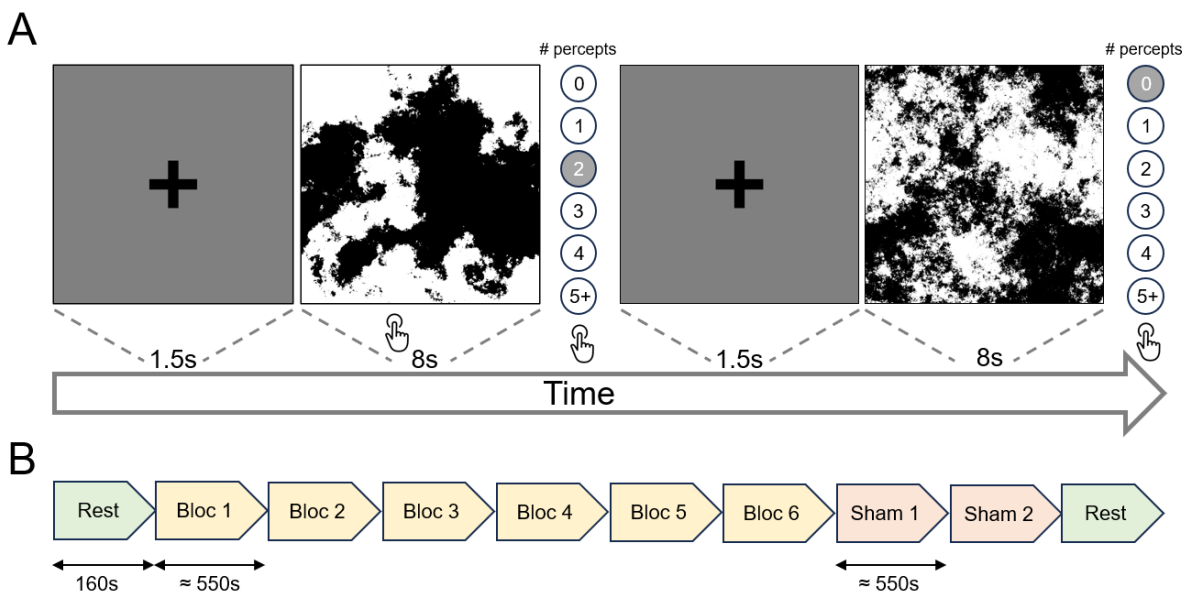 A
# percepts
0
1
2
3
4
5+
# percepts
0
1
2
3
4
5+
1.5s
8s
1.5s
8s
Time
B
Rest
Bloc 1
Bloc 2
Bloc 3
Bloc 4
Bloc 5
Bloc 6
Sham 1
Sham 2
Rest
160s
≈ 550s
≈ 550s